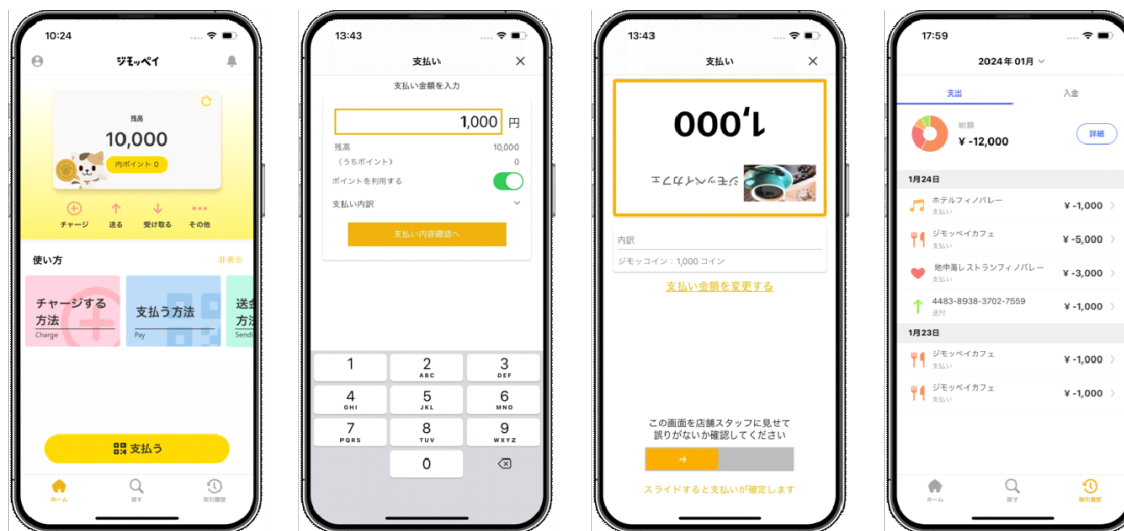 10:24
ジモッペイ
残高
10,000
内ポイント 0
チャージ
送る
受け取る
その他
使い方
非表示
チャージする
方法
Charge
支払う方法
Pay
送金
方法
Sendi
支払う
ホーム
探す
取引履歴
13:43
支払い
支払い金額を入力
1,000 円
残高 10,000
(うちポイント) 0
ポイントを利用する
支払い内訳
支払い内容確認へ
1
2
ABC
3
DEF
4
GHI
5
JKL
6
MNO
7
PQRS
8
TUV
9
WXYZ
0
13:43
支払い
1,000
ジモッペイカフェ
内訳
ジモッコイン:1,000 コイン
支払い金額を変更する
この画面を店舗スタッフに見せて
誤りがないか確認してください
スライドすると支払いが確定します
17:59
2024年 01月
支出
入金
総額
¥ -12,000
詳細
1月24日
ホテルフィノバレー
支払い
¥ -1,000
ジモッペイカフェ
支払い
¥ -5,000
地中海レストランフィノバレー
支払い
¥ -3,000
4483-8938-3702-7559
送付
¥ -1,000
1月23日
ジモッペイカフェ
支払い
¥ -1,000
ジモッペイカフェ
支払い
¥ -1,000
ホーム
探す
取引履歴